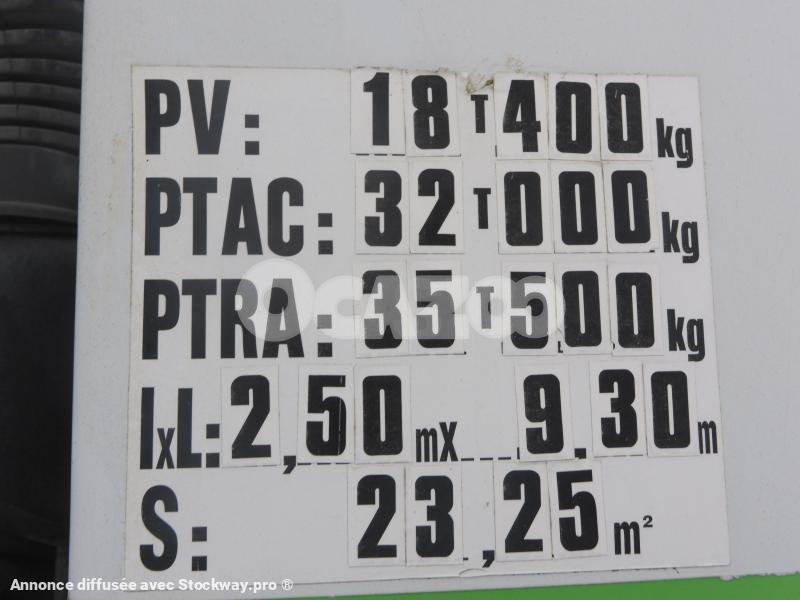 PV: 18 T 400 kg
PTAC: 32 T 000 kg
PTRA: 35 T 500 kg
lxL: 2,50 mx 9.30 m
S: 23,25 m²
OCAZOO
Annonce diffusée avec Stockway.pro ®